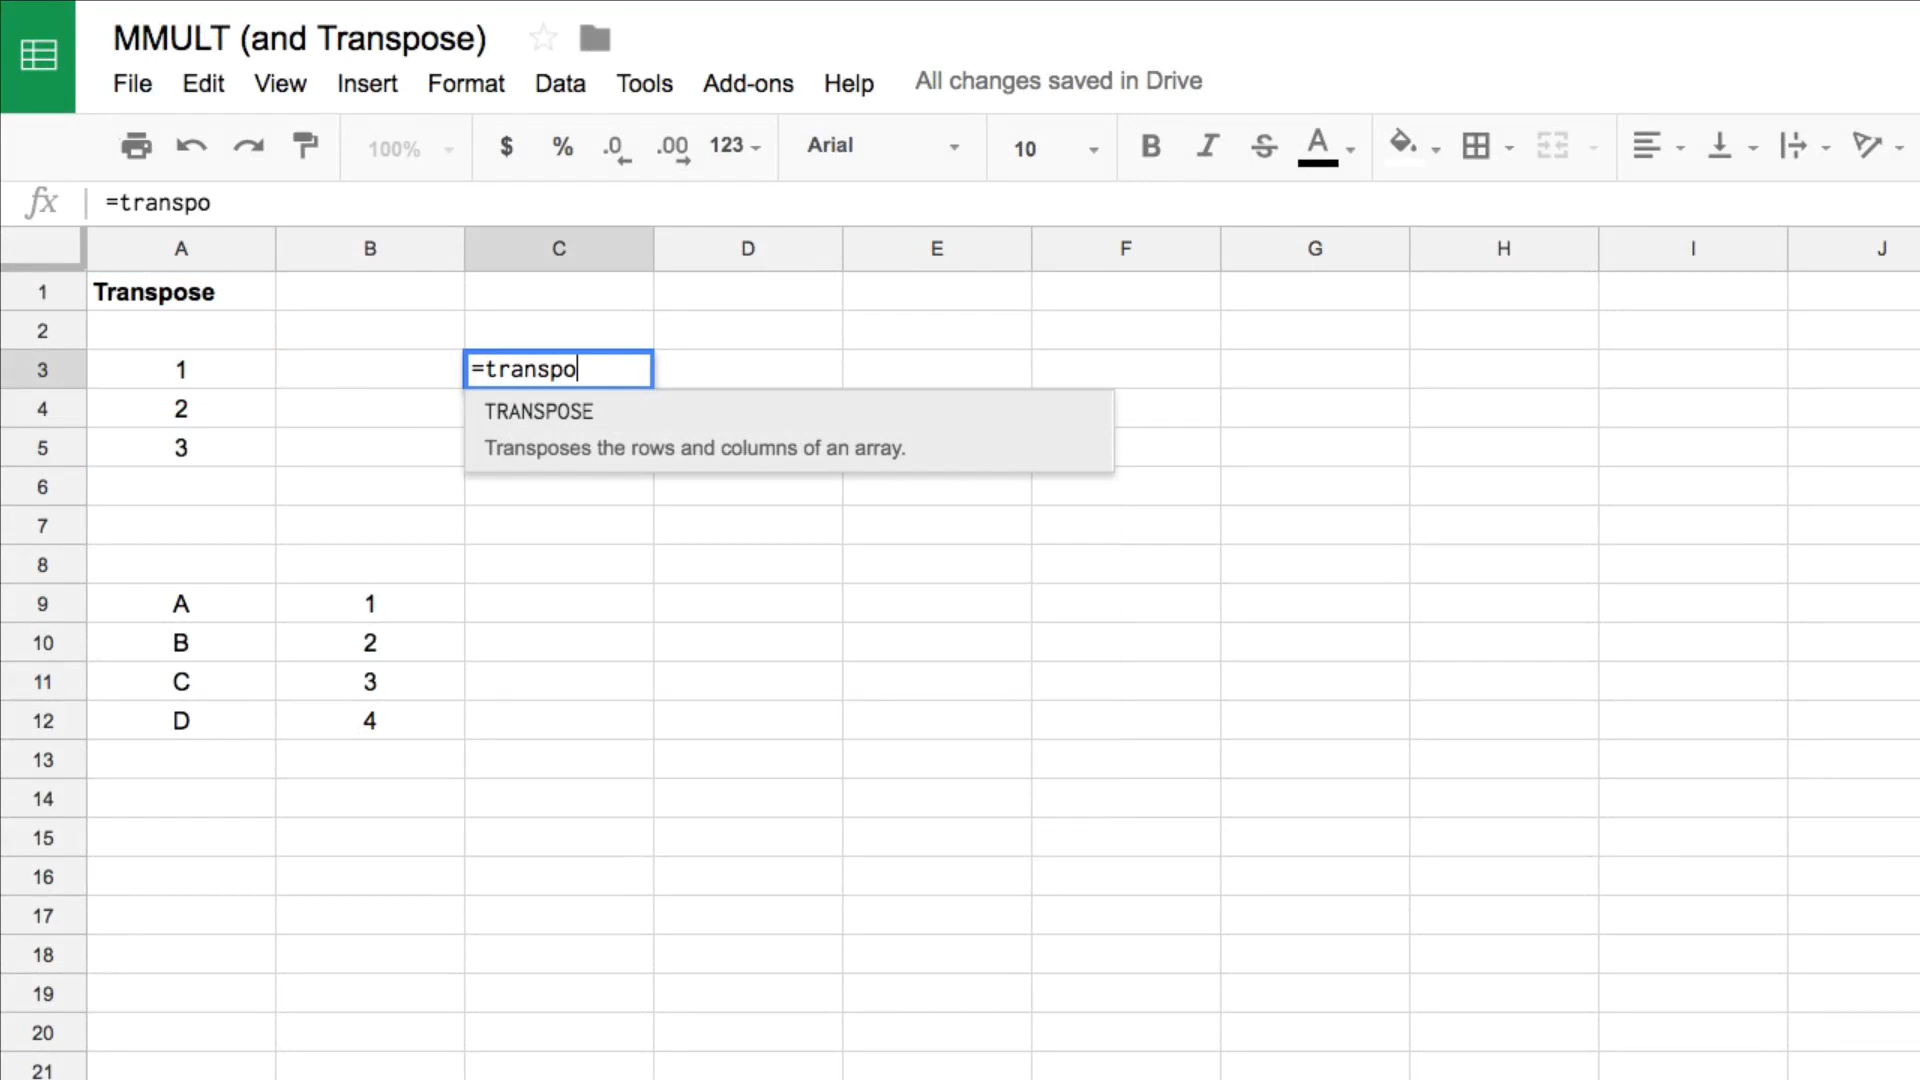 MMULT (and Transpose)
File Edit View Insert Format Data Tools Add-ons Help All changes saved in Drive
100% $ % .0 .00 123 Arial 10 B I S A
fx =transpo
A B C D E F G H I J
1 Transpose
2
3 1 =transpo
TRANSPOSE
4 2
Transposes the rows and columns of an array.
5 3
6
7
8
9 A 1
10 B 2
11 C 3
12 D 4
13
14
15
16
17
18
19
20
21